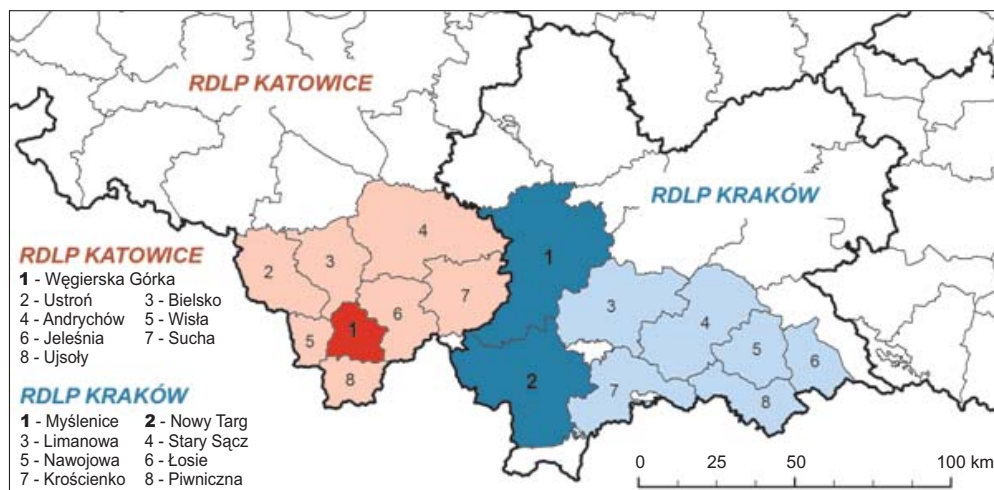 RDLP KATOWICE
RDLP KRAKÓW
4
3
2
1
6
7
5
8
1
2
3
4
5
6
7
8
RDLP KATOWICE
1 - Węgierska Górka
2 - Ustroń 3 - Bielsko
4 - Andrychów 5 - Wisła
6 - Jeleśnia 7 - Sucha
8 - Ujsoły
RDLP KRAKÓW
1 - Myślenice 2 - Nowy Targ
3 - Limanowa 4 - Stary Sącz
5 - Nawojowa 6 - Łosie
7 - Krościenko 8 - Piwniczna
0 25 50 100 km